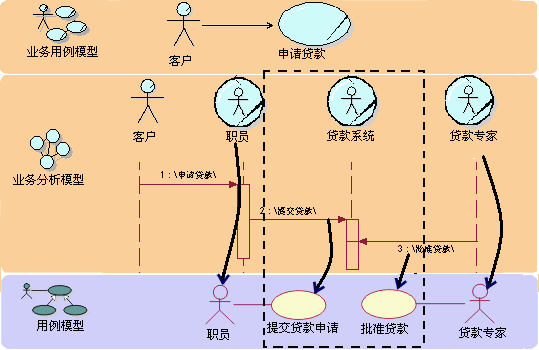 业务用例模型
客户
申请贷款
业务分析模型
客户
职员
贷款系统
贷款专家
1：\申请贷款\
2：\提交贷款\
3：\批准贷款\
用例模型
职员
提交贷款申请
批准贷款
贷款专家